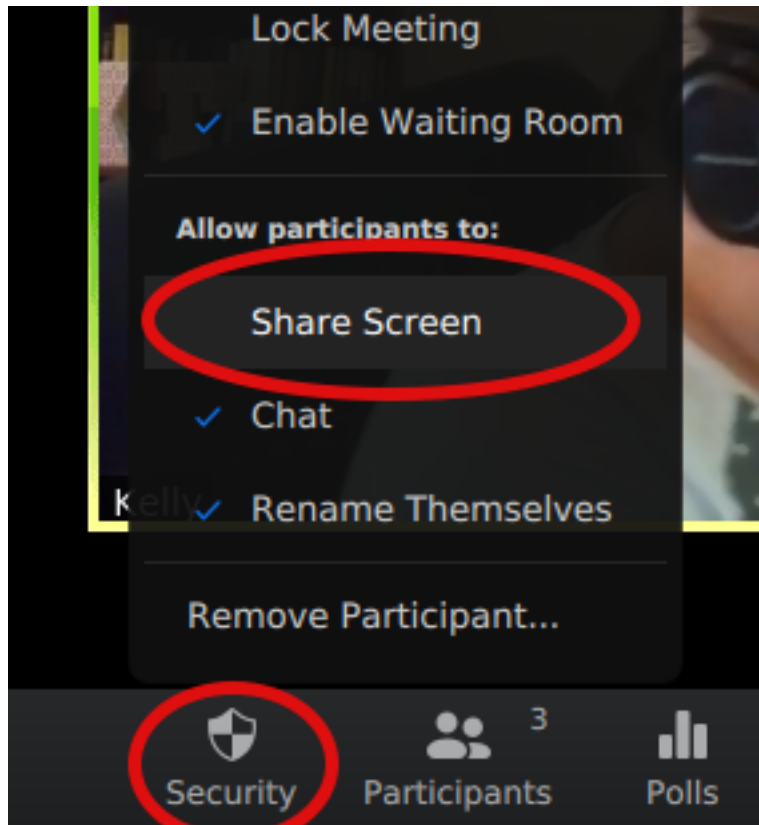 Lock Meeting
Enable Waiting Room
Allow participants to:
Share Screen
Chat
Kelly
Rename Themselves
Remove Participant...
3
Security
Participants
Polls